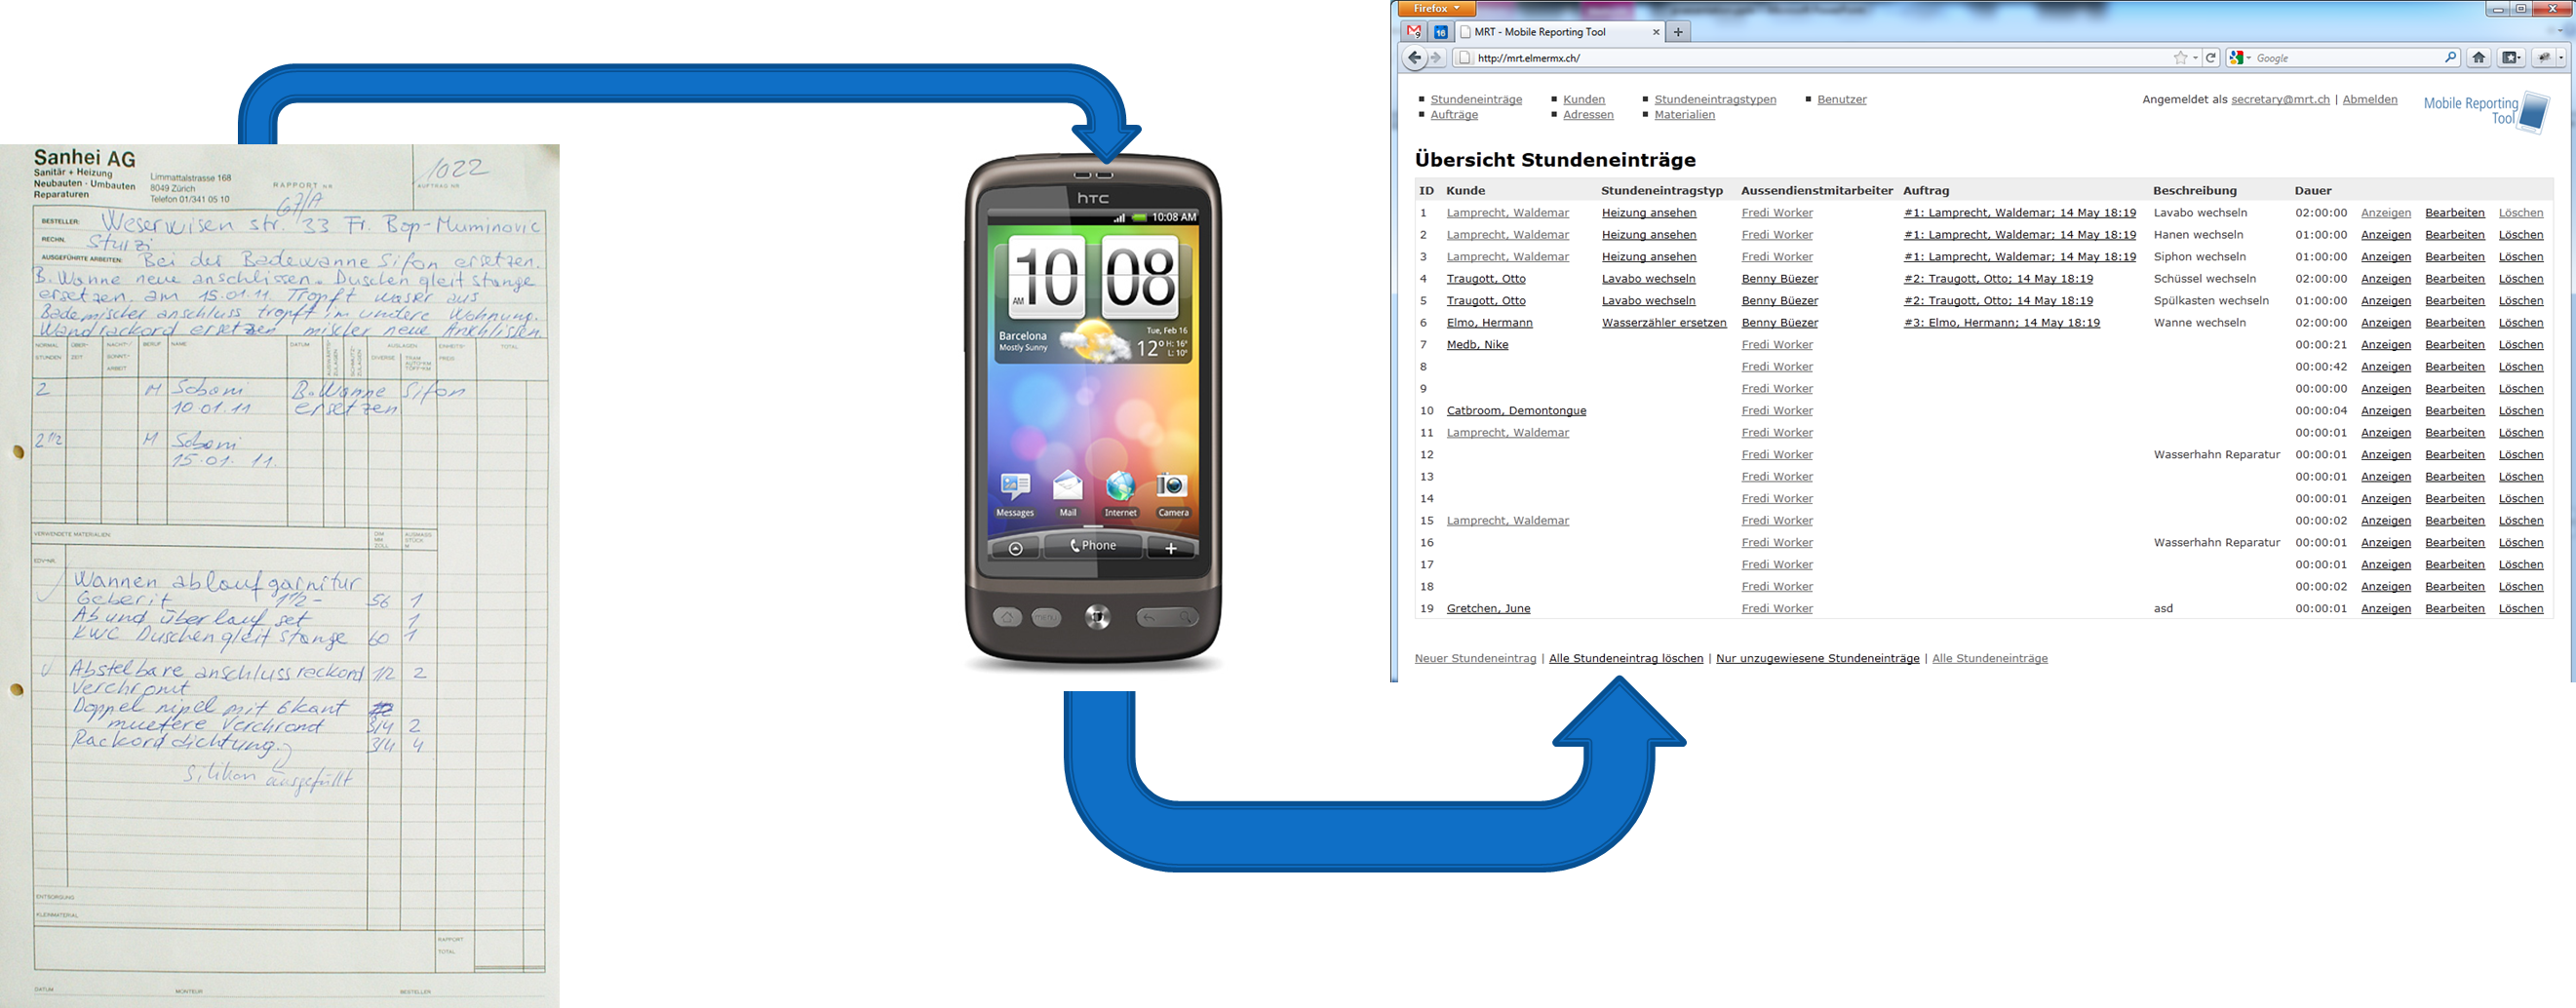 Sanhei AG
Sanitär + Heizung
Neubauten - Umbauten
Reparaturen
Limmattalstrasse 168
8049 Zürich
Telefon 01/341 05 10
RAPPORT NR
67/A
1022
AUFTRAG NR
BESTELLER: Weserwisen str. 33 Fr. Bop-Muminovic
RECHN. Sturzi
AUSGEFÜHRTE ARBEITEN: Bei der Badewanne Sifon ersetzen.
B. Wanne neue anschlissen. Duschen gleit stange
ersetzen. am 15.01.11. Tropft waser aus
Bademischer anschluss tropft im untere Wohnung.
Wandrackord ersetzen mischer neue Anschlissen.
NORMAL STUNDEN ÜBER- ZEIT NACHT-/ SONNT- ARBEIT BERUF NAME DATUM AUSLAGEN DIVERSE EINHEITS- PREIS TOTAL
2 M Sobani B.Wanne Sifon
10.01.11 ersetzen
2 1/2 M Sobani
15.01. 11.
VERWENDETE MATERIALIEN DIM MM ZOLL AUSMASS STÜCK M
EDV-NR.
Wannen ablauf garnitur
Geberit 1 1/2 - 56 1
Ab und überlauf set 1
KWC Duschen gleit stange 60 1
Abstelbare anschluss rackord 1/2 2
Verchromt
Doppel nipel mit 6kant
muetere Verchromt 3/4 2
Rackord dichtung. 3/4 4
Silikon ausgefüllt
ENTSORGUNG
KLEINMATERIAL
RAPPORT
TOTAL
DATUM MONTEUR BESTELLER
hTC
10:08 AM
10 08
AM
Barcelona
Mostly Sunny
Tue, Feb 16
12° H: 16° L: 10°
Messages Mail Internet Camera
Phone
menu
Firefox
MRT - Mobile Reporting Tool
http://mrt.elmermx.ch/
Google
Stundeneinträge Kunden Stundeneintragstypen Benutzer
Aufträge Adressen Materialien
Angemeldet als secretary@mrt.ch | Abmelden
Mobile Reporting
Tool
Übersicht Stundeneinträge
ID Kunde Stundeneintragstyp Aussendienstmitarbeiter Auftrag Beschreibung Dauer
1 Lamprecht, Waldemar Heizung ansehen Fredi Worker #1: Lamprecht, Waldemar; 14 May 18:19 Lavabo wechseln 02:00:00 Anzeigen Bearbeiten Löschen
2 Lamprecht, Waldemar Heizung ansehen Fredi Worker #1: Lamprecht, Waldemar; 14 May 18:19 Hanen wechseln 01:00:00 Anzeigen Bearbeiten Löschen
3 Lamprecht, Waldemar Heizung ansehen Fredi Worker #1: Lamprecht, Waldemar; 14 May 18:19 Siphon wechseln 01:00:00 Anzeigen Bearbeiten Löschen
4 Traugott, Otto Lavabo wechseln Benny Büezer #2: Traugott, Otto; 14 May 18:19 Schüssel wechseln 02:00:00 Anzeigen Bearbeiten Löschen
5 Traugott, Otto Lavabo wechseln Benny Büezer #2: Traugott, Otto; 14 May 18:19 Spülkasten wechseln 01:00:00 Anzeigen Bearbeiten Löschen
6 Elmo, Hermann Wasserzähler ersetzen Benny Büezer #3: Elmo, Hermann; 14 May 18:19 Wanne wechseln 02:00:00 Anzeigen Bearbeiten Löschen
7 Medb, Nike Fredi Worker 00:00:21 Anzeigen Bearbeiten Löschen
8 Fredi Worker 00:00:42 Anzeigen Bearbeiten Löschen
9 Fredi Worker 00:00:00 Anzeigen Bearbeiten Löschen
10 Catbroom, Demontongue Fredi Worker 00:00:04 Anzeigen Bearbeiten Löschen
11 Lamprecht, Waldemar Fredi Worker 00:00:01 Anzeigen Bearbeiten Löschen
12 Fredi Worker Wasserhahn Reparatur 00:00:01 Anzeigen Bearbeiten Löschen
13 Fredi Worker 00:00:01 Anzeigen Bearbeiten Löschen
14 Fredi Worker 00:00:01 Anzeigen Bearbeiten Löschen
15 Lamprecht, Waldemar Fredi Worker 00:00:02 Anzeigen Bearbeiten Löschen
16 Fredi Worker Wasserhahn Reparatur 00:00:01 Anzeigen Bearbeiten Löschen
17 Fredi Worker 00:00:01 Anzeigen Bearbeiten Löschen
18 Fredi Worker 00:00:02 Anzeigen Bearbeiten Löschen
19 Gretchen, June Fredi Worker asd 00:00:01 Anzeigen Bearbeiten Löschen
Neuer Stundeneintrag | Alle Stundeneintrag löschen | Nur unzugewiesene Stundeneinträge | Alle Stundeneinträge